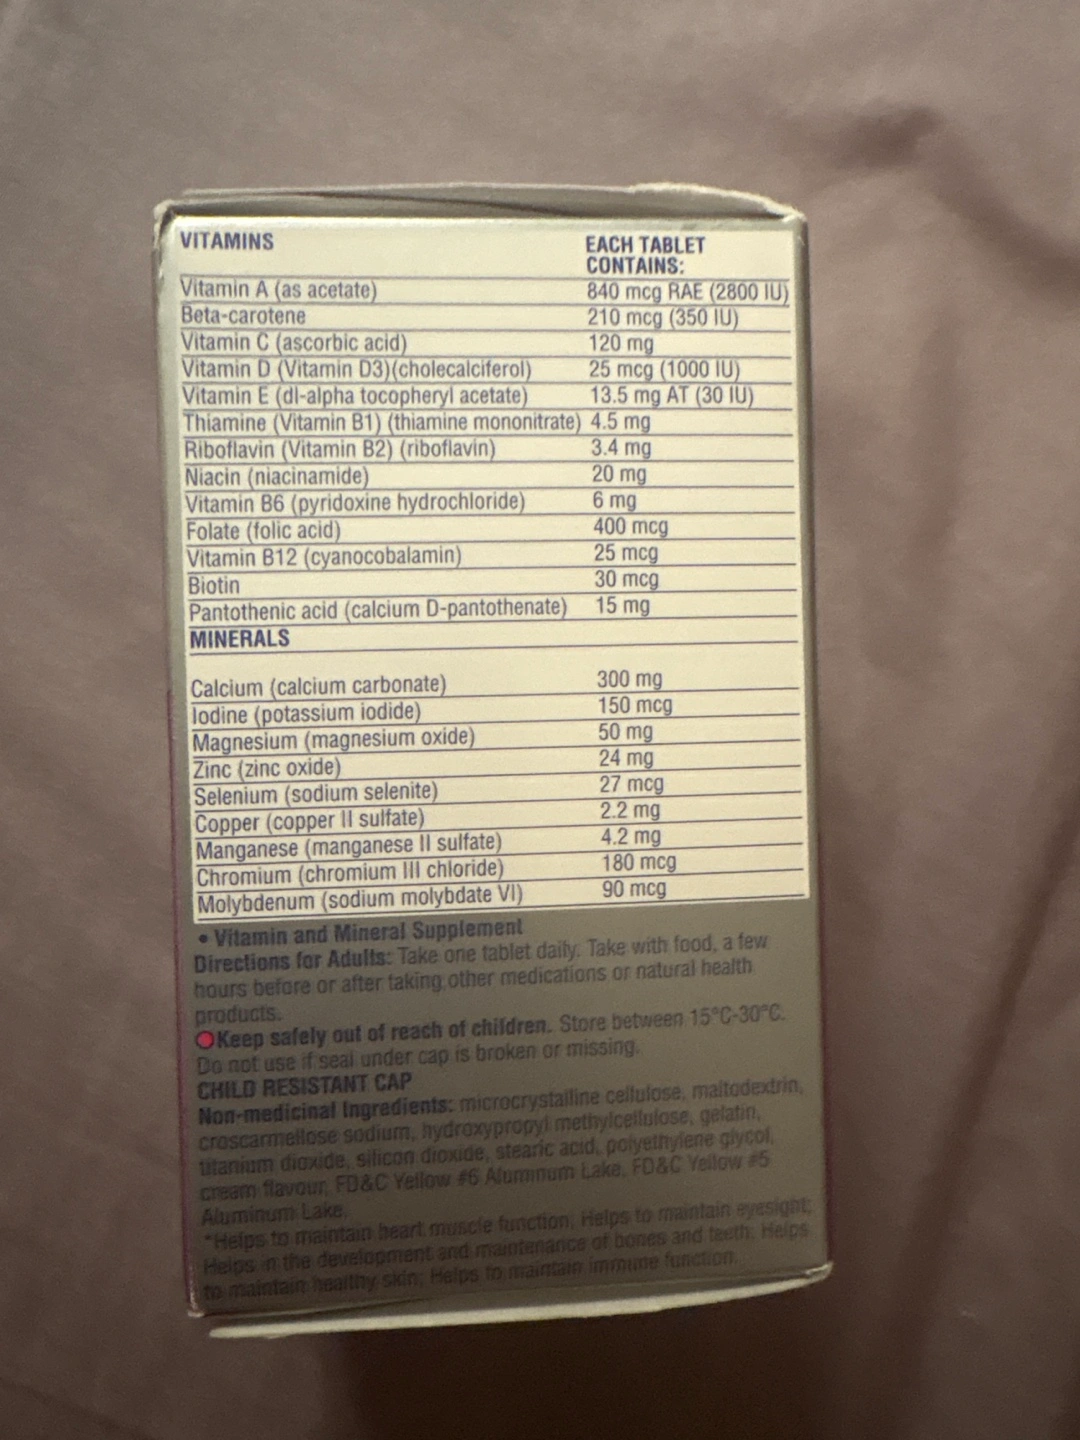 VITAMINS EACH TABLET
CONTAINS:
Vitamin A (as acetate) 840 mcg RAE (2800 IU)
Beta-carotene 210 mcg (350 IU)
Vitamin C (ascorbic acid) 120 mg
Vitamin D (Vitamin D3)(cholecalciferol) 25 mcg (1000 IU)
Vitamin E (dl-alpha tocopheryl acetate) 13.5 mg AT (30 IU)
Thiamine (Vitamin B1) (thiamine mononitrate) 4.5 mg
Riboflavin (Vitamin B2) (riboflavin) 3.4 mg
Niacin (niacinamide) 20 mg
Vitamin B6 (pyridoxine hydrochloride) 6 mg
Folate (folic acid) 400 mcg
Vitamin B12 (cyanocobalamin) 25 mcg
Biotin 30 mcg
Pantothenic acid (calcium D-pantothenate) 15 mg
MINERALS
Calcium (calcium carbonate) 300 mg
Iodine (potassium iodide) 150 mcg
Magnesium (magnesium oxide) 50 mg
Zinc (zinc oxide) 24 mg
Selenium (sodium selenite) 27 mcg
Copper (copper II sulfate) 2.2 mg
Manganese (manganese II sulfate) 4.2 mg
Chromium (chromium III chloride) 180 mcg
Molybdenum (sodium molybdate VI) 90 mcg
• Vitamin and Mineral Supplement
Directions for Adults: Take one tablet daily. Take with food, a few
hours before or after taking other medications or natural health
products.
Keep safely out of reach of children. Store between 15°C-30°C.
Do not use if seal under cap is broken or missing.
CHILD RESISTANT CAP
Non-medicinal Ingredients: microcrystalline cellulose, maltodextrin,
croscarmellose sodium, hydroxypropyl methylcellulose, gelatin,
titanium dioxide, silicon dioxide, stearic acid, polyethylene glycol,
cream flavour, FD&C Yellow #6 Aluminum Lake, FD&C Yellow #5
Aluminum Lake.
*Helps to maintain heart muscle function; Helps to maintain eyesight;
Helps in the development and maintenance of bones and teeth; Helps
to maintain healthy skin; Helps to maintain immune function.